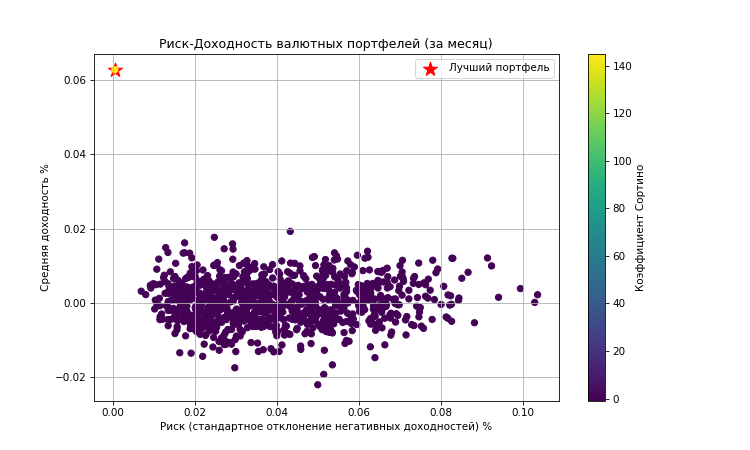 Риск-Доходность валютных портфелей (за месяц)
Лучший портфель
Средняя доходность %
0.06
0.04
0.02
0.00
−0.02
0.00 0.02 0.04 0.06 0.08 0.10
Риск (стандартное отклонение негативных доходностей) %
140
120
100
80
60
40
20
0
Коэффициент Сортино